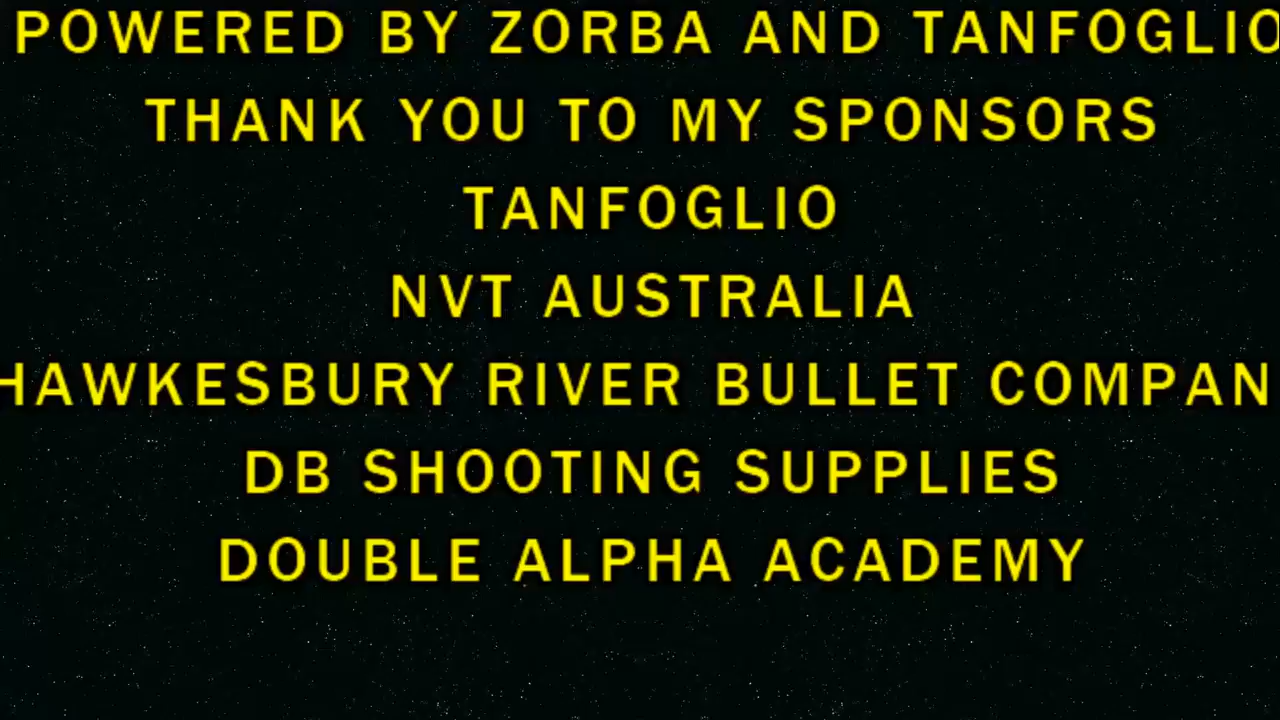 POWERED BY ZORBA AND TANFOGLIO
THANK YOU TO MY SPONSORS
TANFOGLIO
NVT AUSTRALIA
HAWKESBURY RIVER BULLET COMPAN
DB SHOOTING SUPPLIES
DOUBLE ALPHA ACADEMY